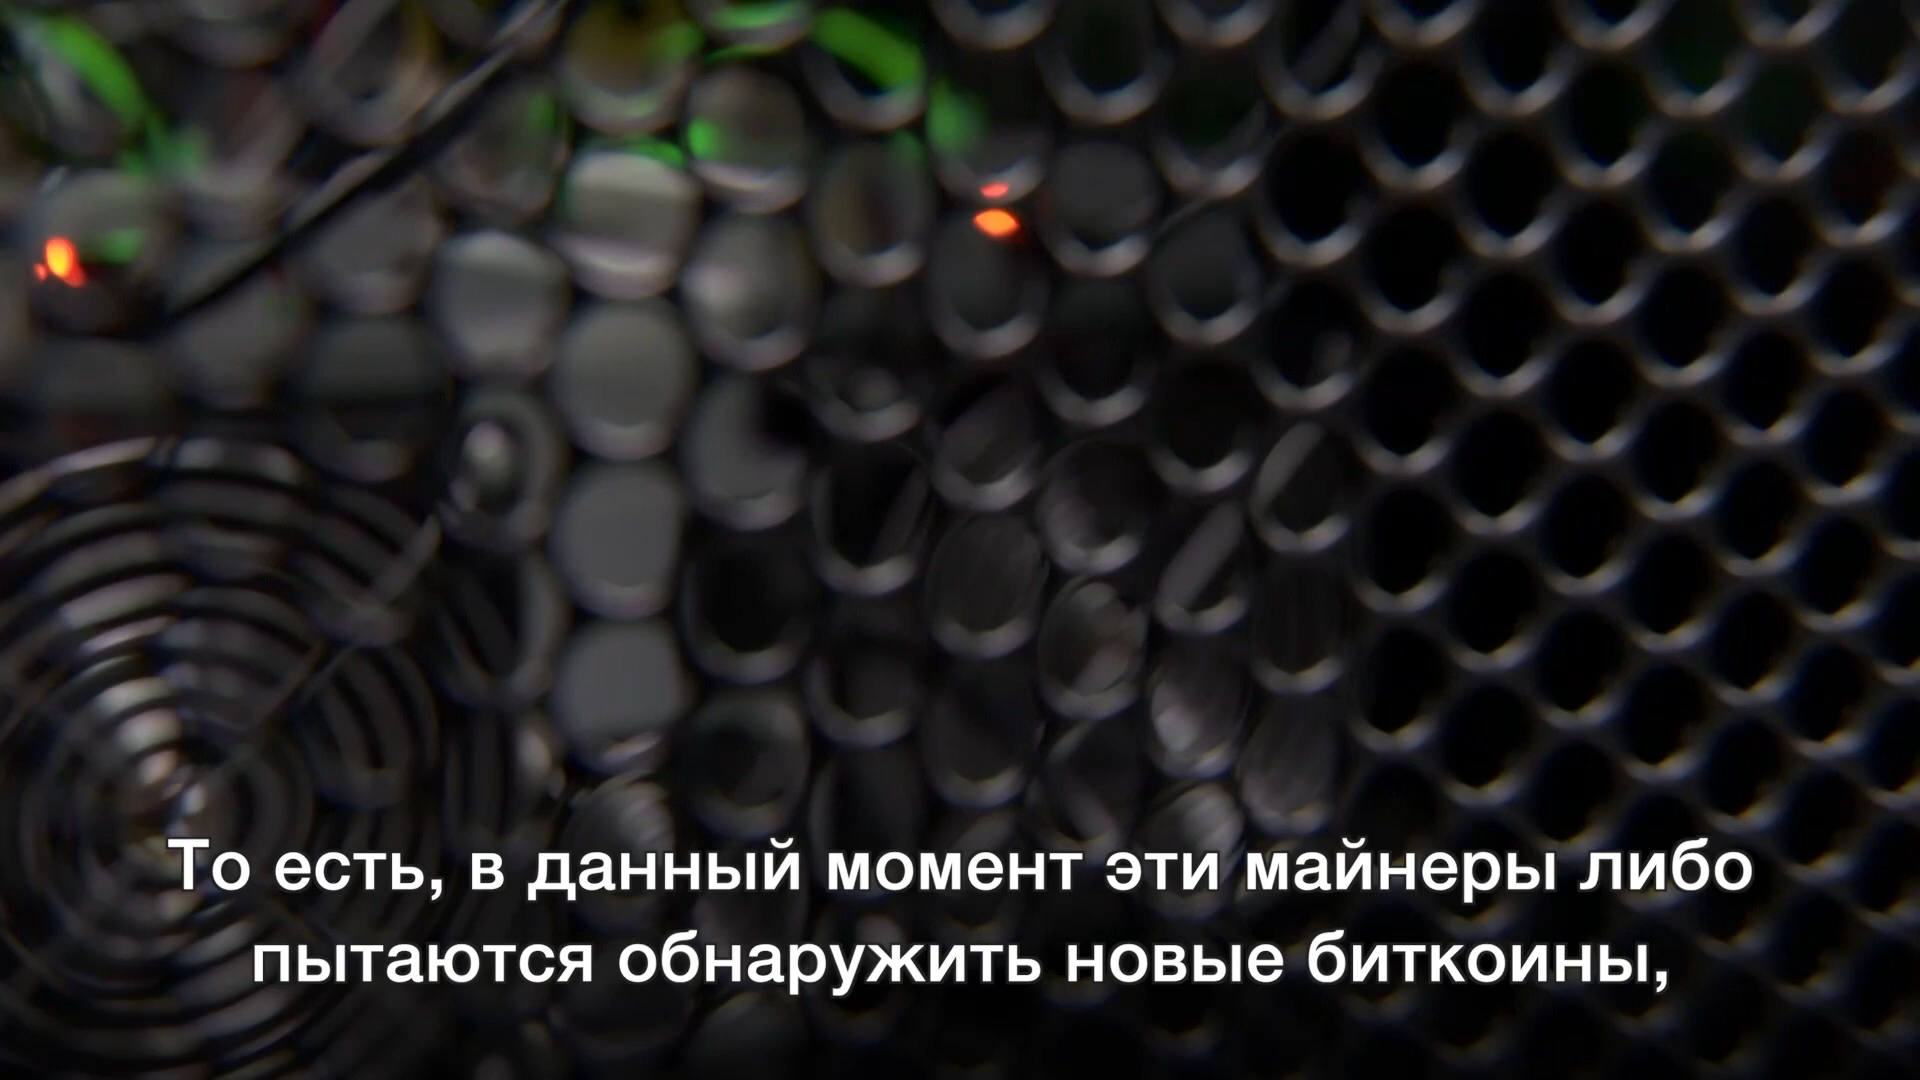 То есть, в данный момент эти майнеры либо
пытаются обнаружить новые биткоины,